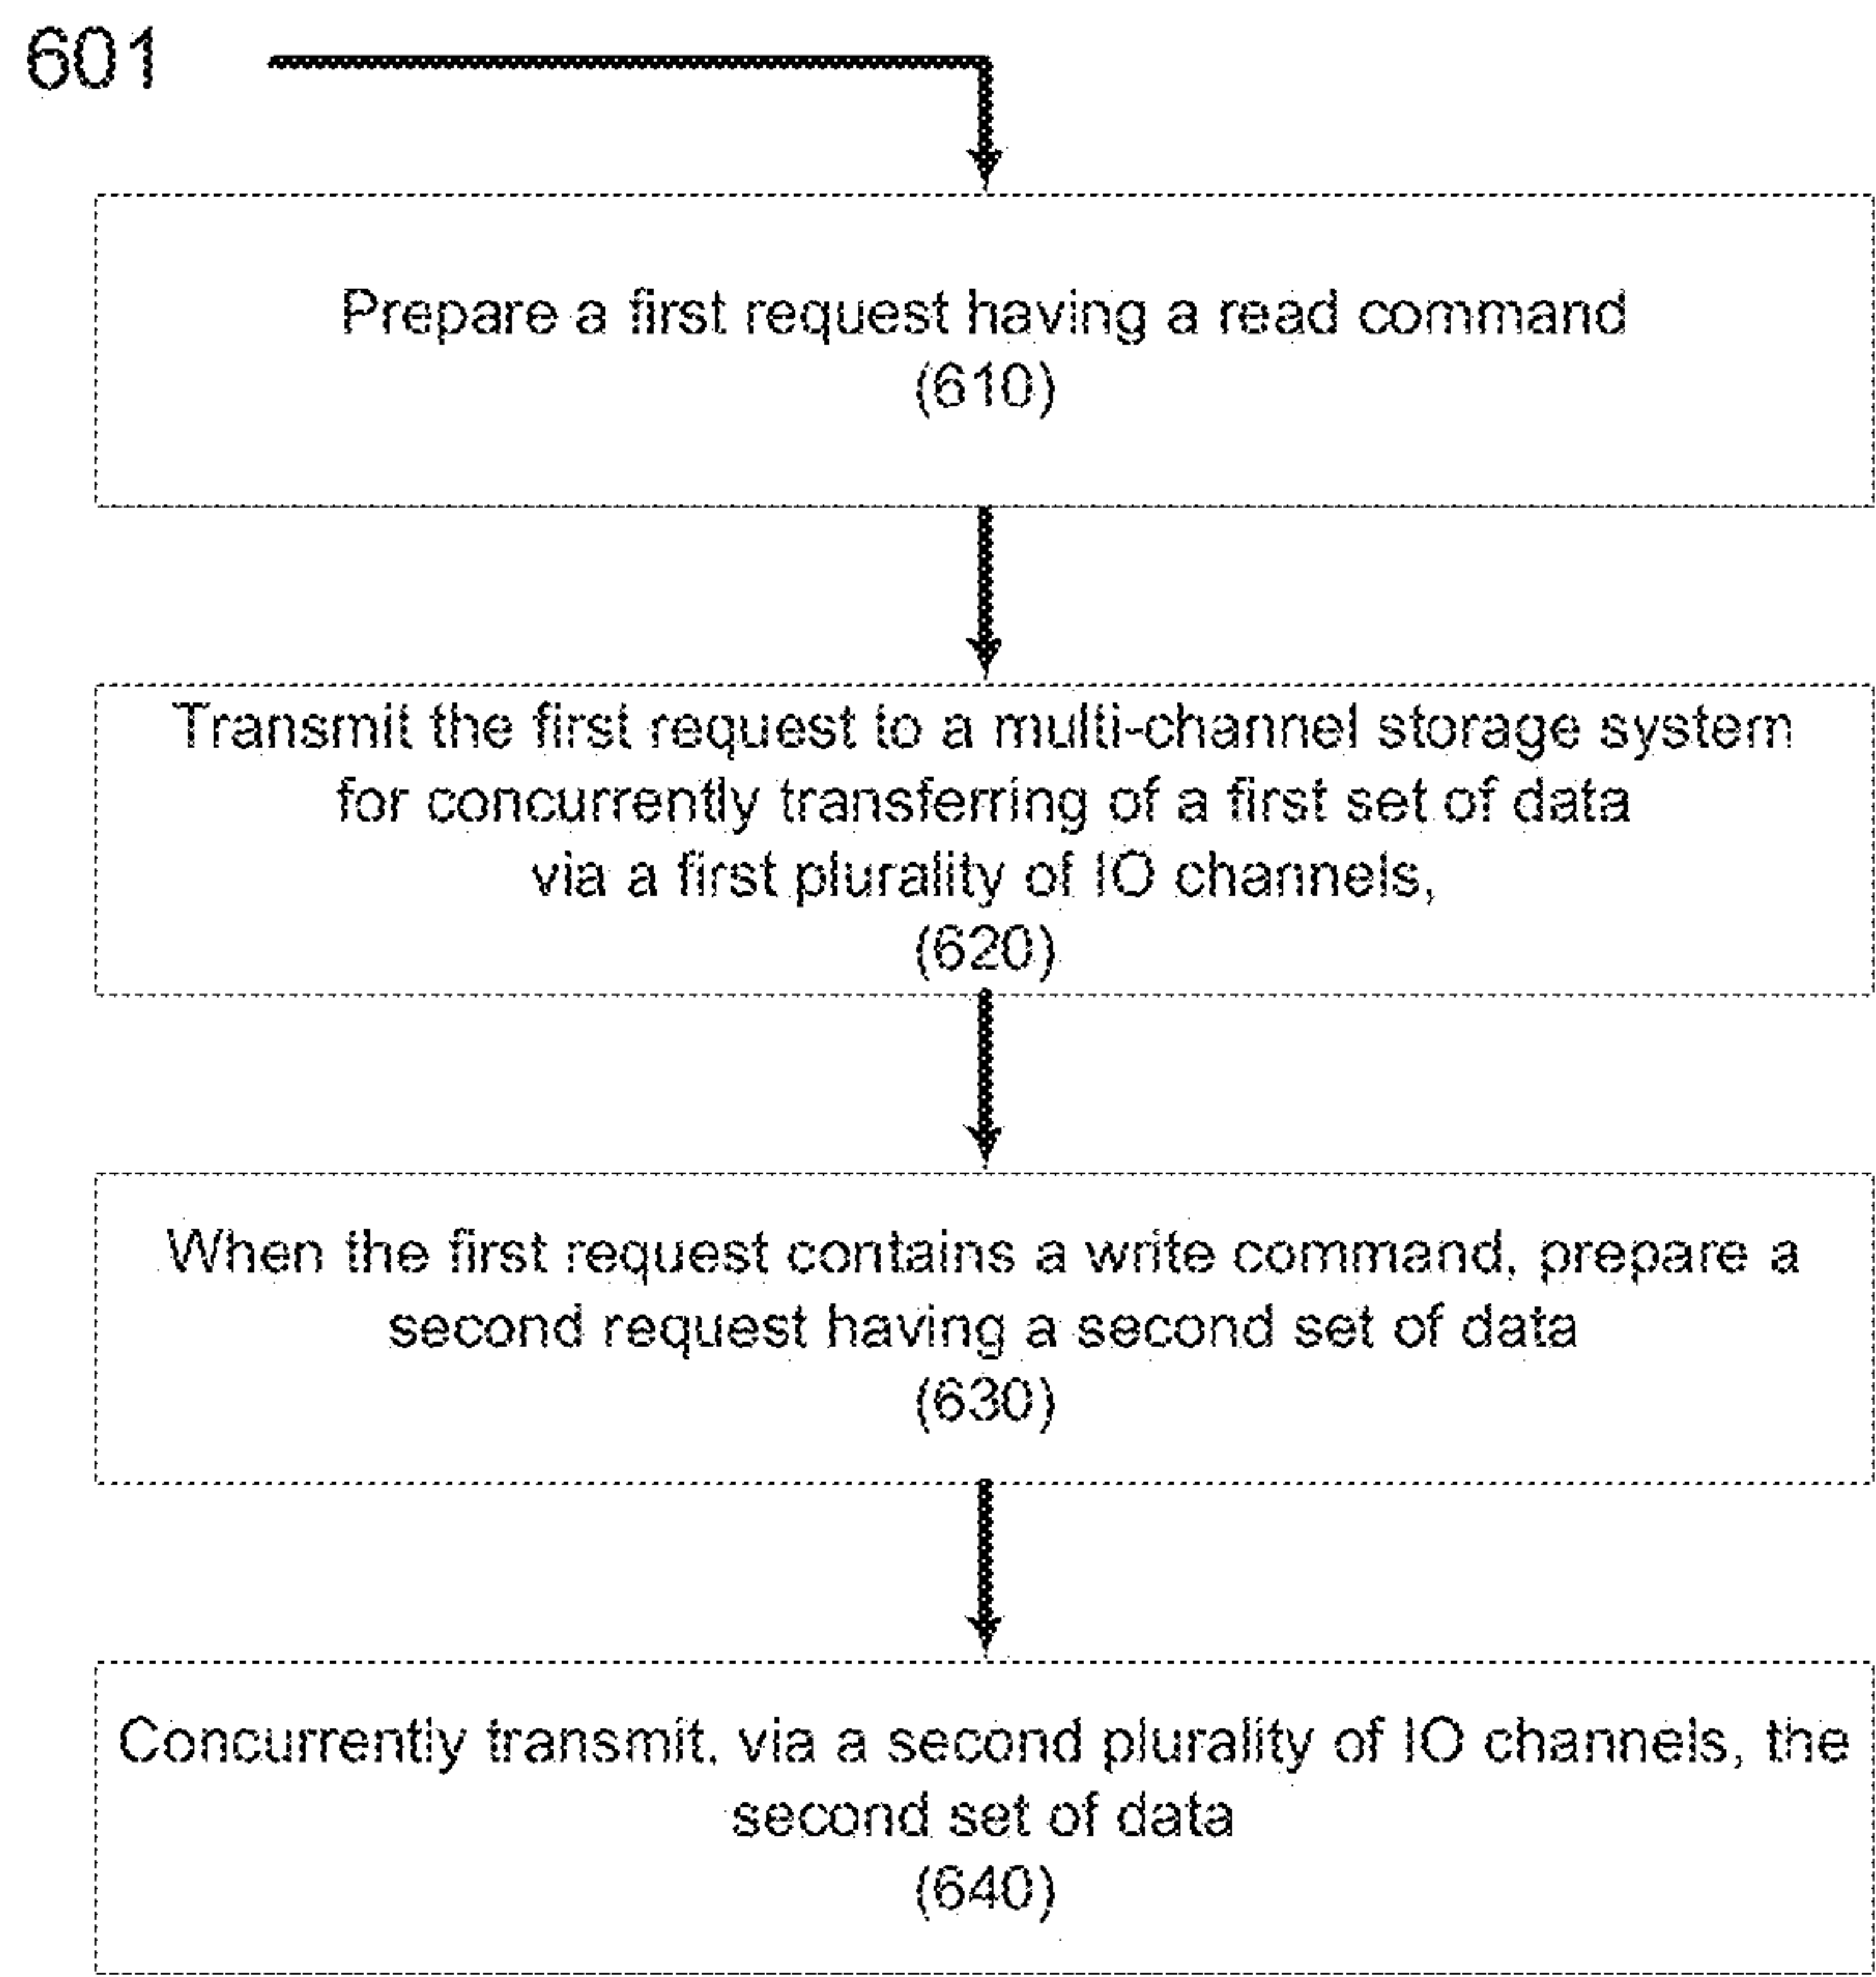 601
Prepare a first request having a read command
(610)
Transmit the first request to a multi-channel storage system
for concurrently transferring of a first set of data
via a first plurality of IO channels,
(620)
When the first request contains a write command, prepare a
second request having a second set of data
(630)
Concurrently transmit, via a second plurality of IO channels, the
second set of data
(640)